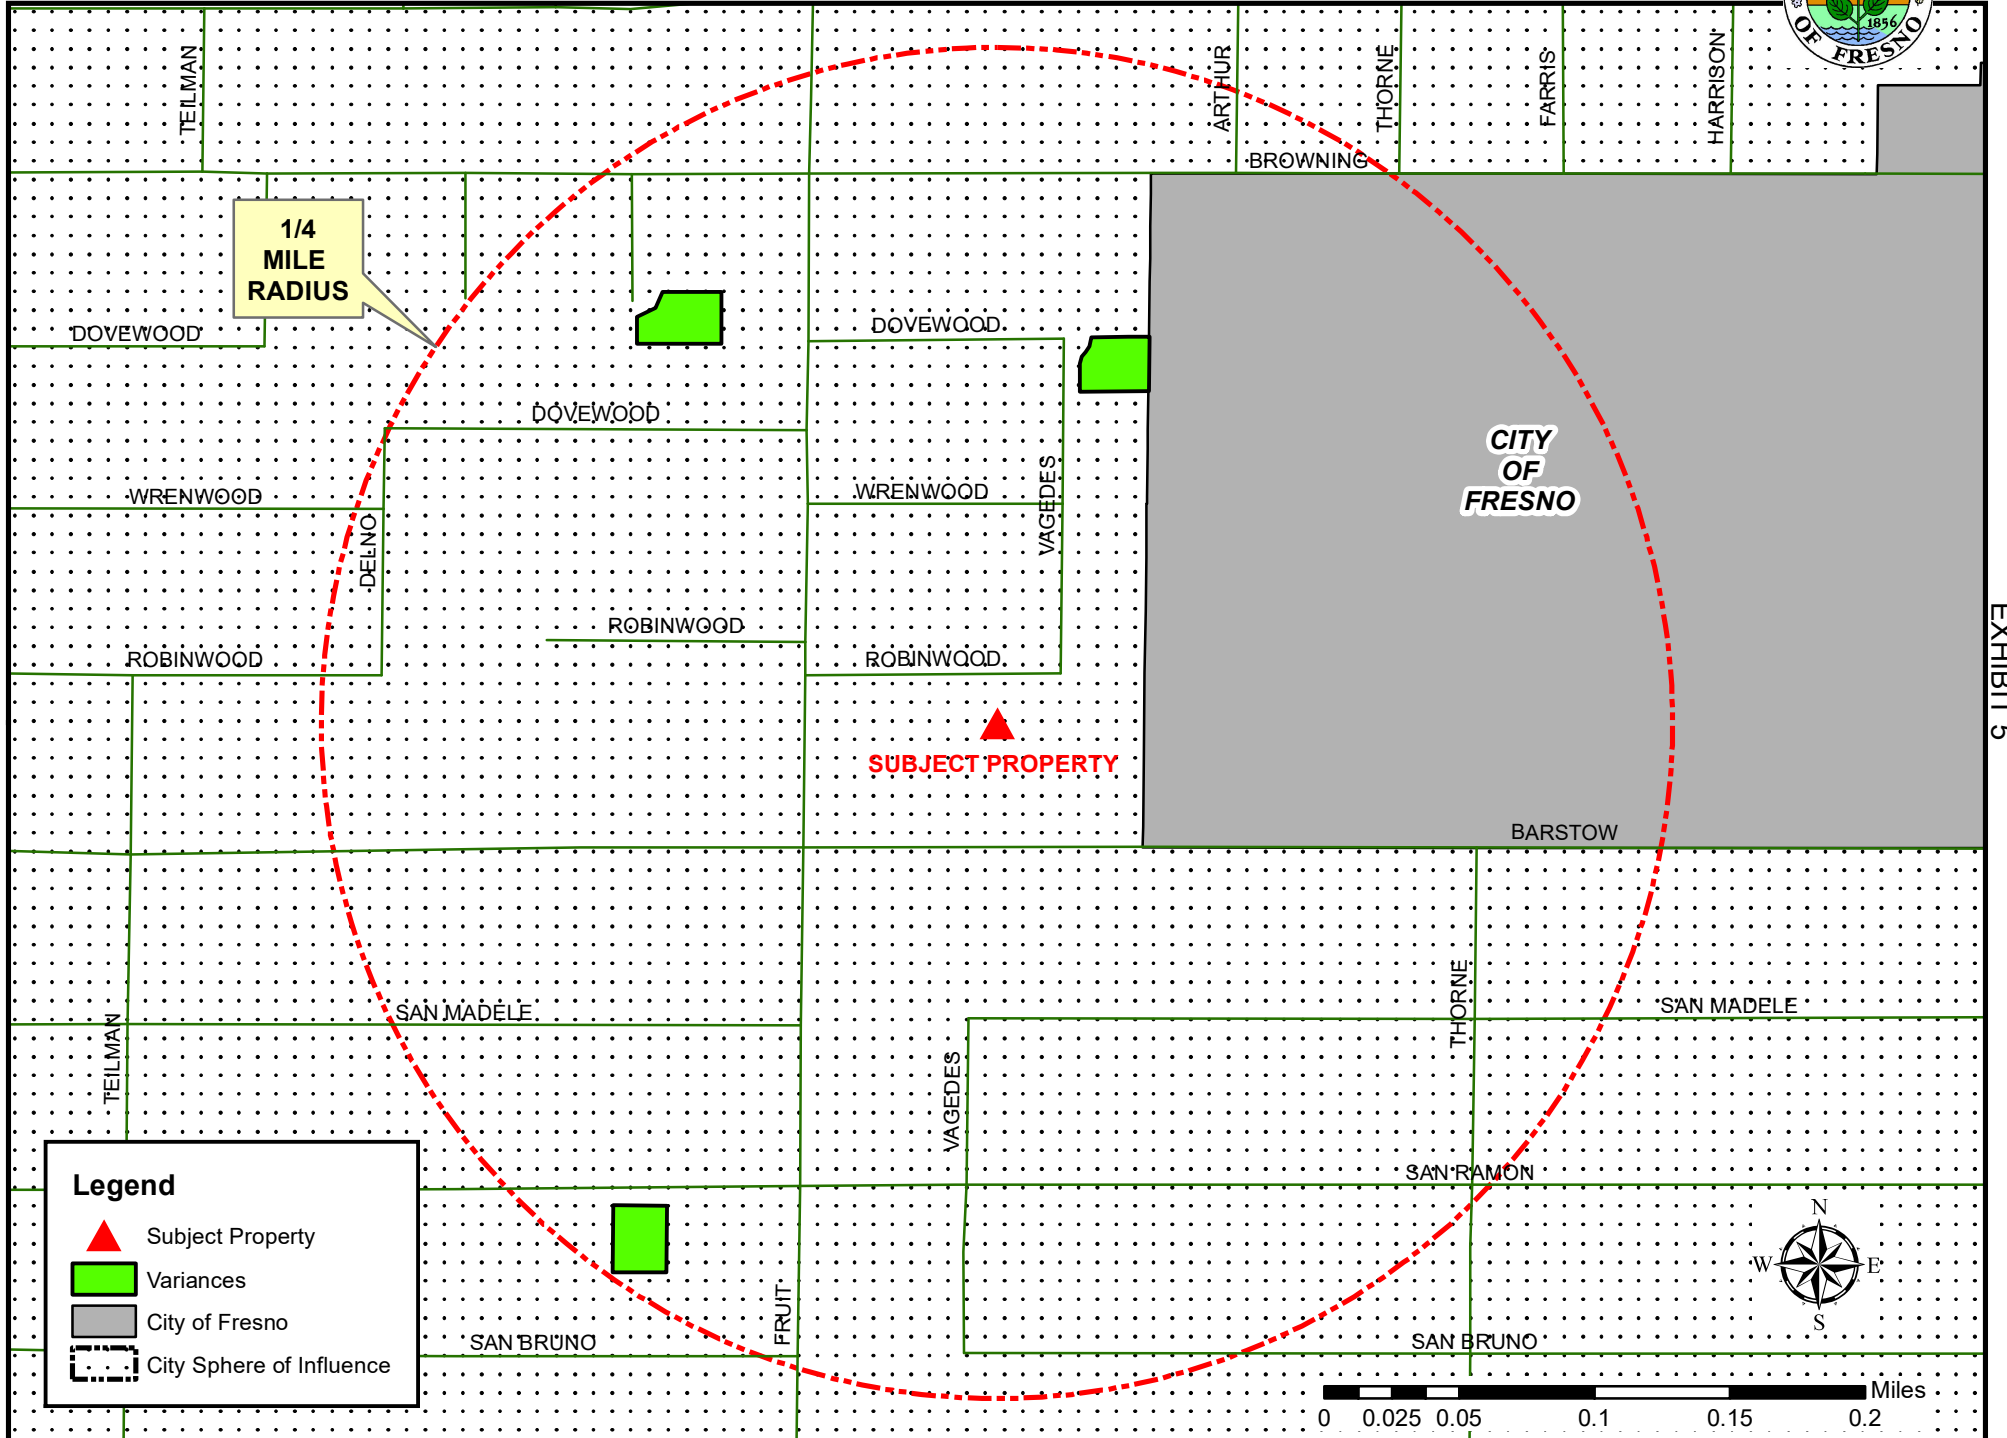 1856
OF FRESNO
TEILMAN
ARTHUR
THORNE
FARRIS
HARRISON
BROWNING
1/4
MILE
RADIUS
DOVEWOOD
DOVEWOOD
DOVEWOOD
CITY
OF
FRESNO
WRENWOOD
WRENWOOD
VAGEDES
DELNO
ROBINWOOD
ROBINWOOD
ROBINWOOD
EXHIBIT 5
SUBJECT PROPERTY
BARSTOW
SAN MADELE
THORNE
SAN MADELE
TEILMAN
VAGEDES
SAN RAMON
Legend
Subject Property
Variances
City of Fresno
City Sphere of Influence
FRUIT
SAN BRUNO
SAN BRUNO
N
W
E
S
Miles
0 0.025 0.05 0.1 0.15 0.2